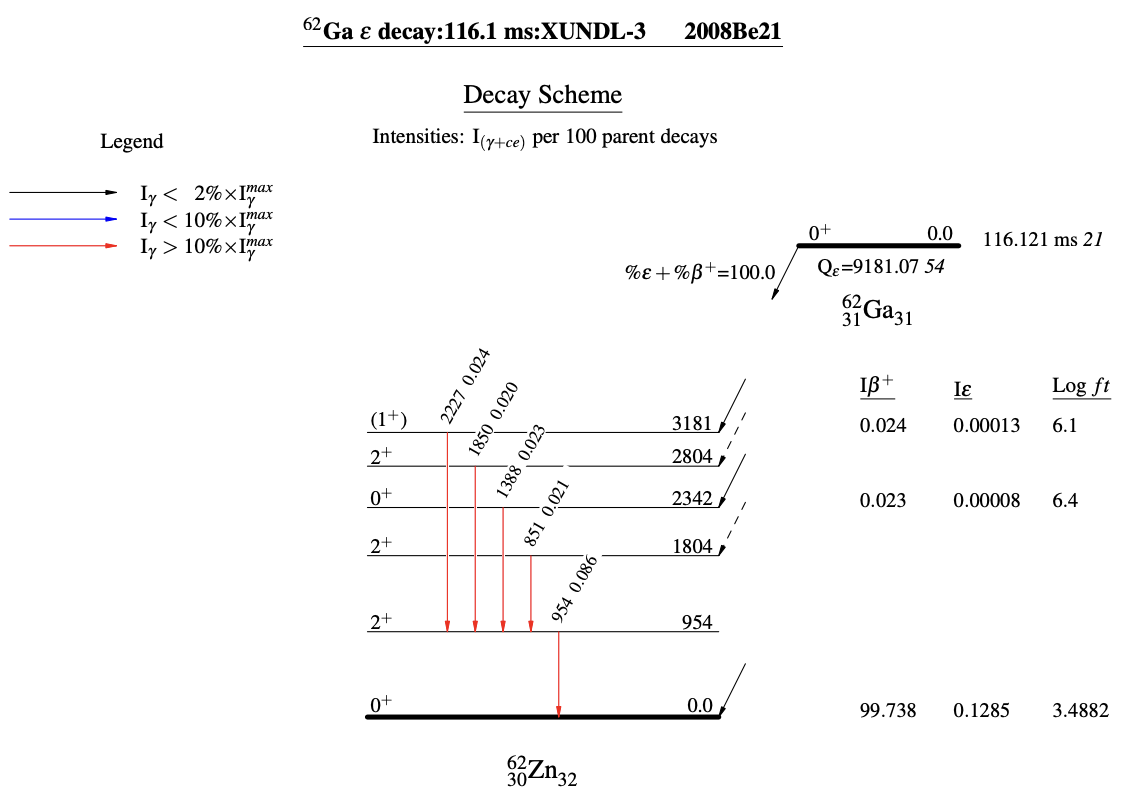 ⁶²Ga ε decay:116.1 ms:XUNDL-3 2008Be21
Decay Scheme
Intensities: I(γ+ce) per 100 parent decays
Legend
Iγ < 2%×Iγᵐᵃˣ
Iγ < 10%×Iγᵐᵃˣ
Iγ > 10%×Iγᵐᵃˣ
0⁺ 0.0 116.121 ms 21
%ε + %β⁺=100.0 Qε=9181.07 54
⁶²₃₁Ga₃₁
2227 0.024
1850 0.020
1388 0.023
851 0.021
954 0.086
Iβ⁺ Iε Log ft
(1⁺) 3181 0.024 0.00013 6.1
2⁺ 2804
0⁺ 2342 0.023 0.00008 6.4
2⁺ 1804
2⁺ 954
0⁺ 0.0 99.738 0.1285 3.4882
⁶²₃₀Zn₃₂